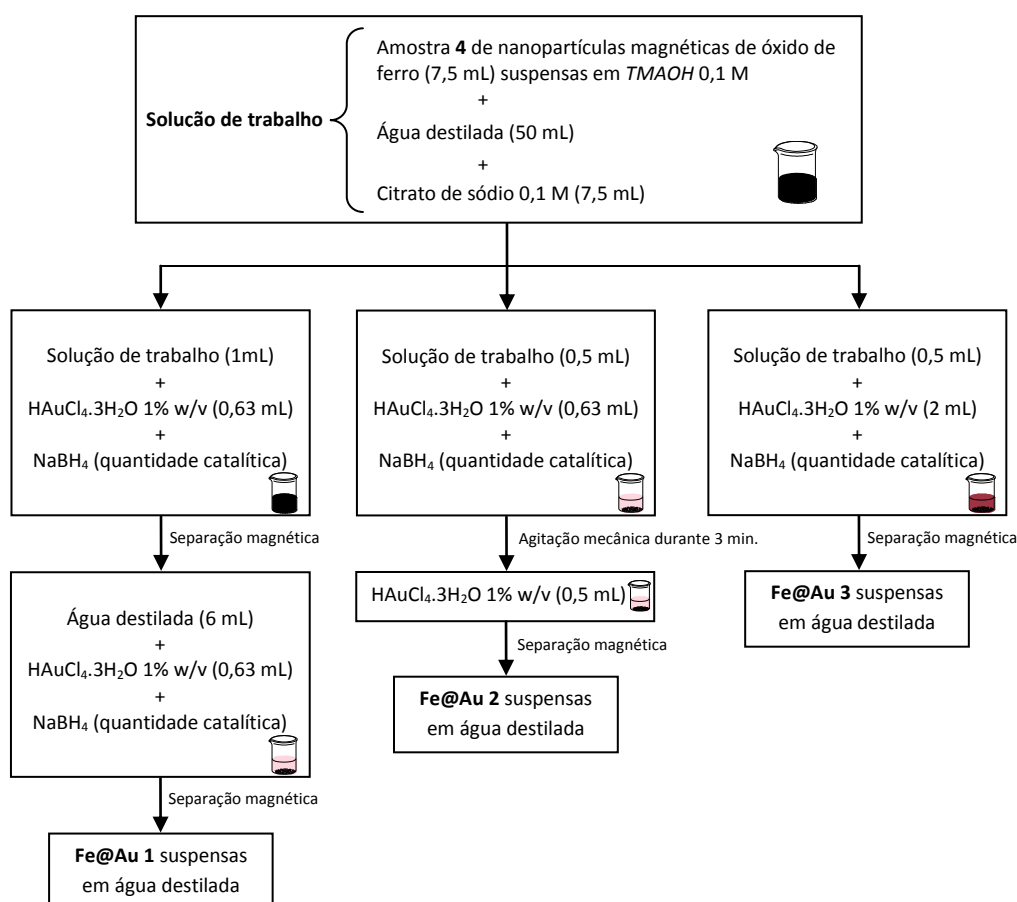 Amostra 4 de nanopartículas magnéticas de óxido de
ferro (7,5 mL) suspensas em TMAOH 0,1 M
+
Solucão de trabalho
Água destilada (50 mL)
+
Citrato de sódio 0,1 M (7,5 mL)
Solução de trabalho (1mL)
+
HAuCl₄.3H₂O 1% w/v (0,63 mL)
+
NaBH₄ (quantidade catalítica)
Separação magnética
Água destilada (6 mL)
+
HAuCl₄.3H₂O 1% w/v (0,63 mL)
+
NaBH₄ (quantidade catalítica)
Separação magnética
Fe@Au 1 suspensas
em água destilada
Solução de trabalho (0,5 mL)
+
HAuCl₄.3H₂O 1% w/v (0,63 mL)
+
NaBH₄ (quantidade catalítica)
Agitação mecânica durante 3 min.
HAuCl₄.3H₂O 1% w/v (0,5 mL)
Separação magnética
Fe@Au 2 suspensas
em água destilada
Solução de trabalho (0,5 mL)
+
HAuCl₄.3H₂O 1% w/v (2 mL)
+
NaBH₄ (quantidade catalítica)
Separação magnética
Fe@Au 3 suspensas
em água destilada